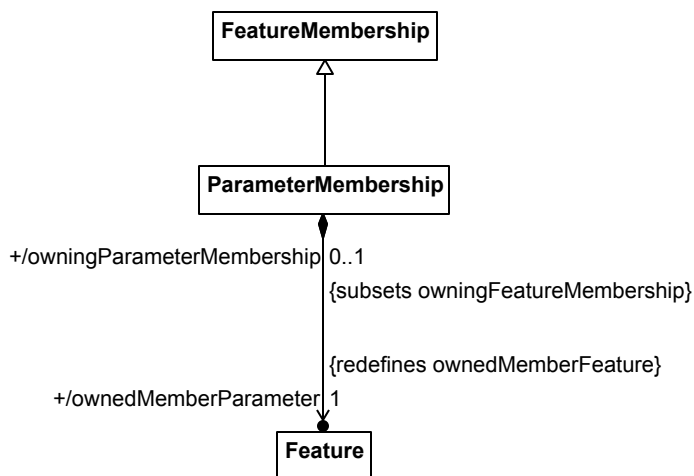 FeatureMembership
ParameterMembership
+/owningParameterMembership 0..1
{subsets owningFeatureMembership}
{redefines ownedMemberFeature}
+/ownedMemberParameter 1
Feature